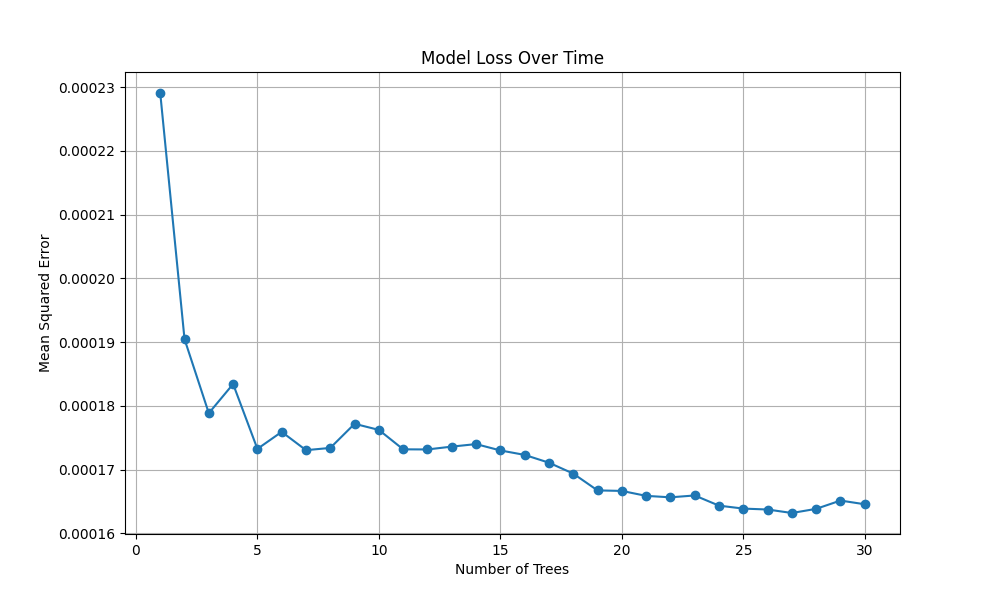 Model Loss Over Time
Mean Squared Error
0.00023
0.00022
0.00021
0.00020
0.00019
0.00018
0.00017
0.00016
0 5 10 15 20 25 30
Number of Trees